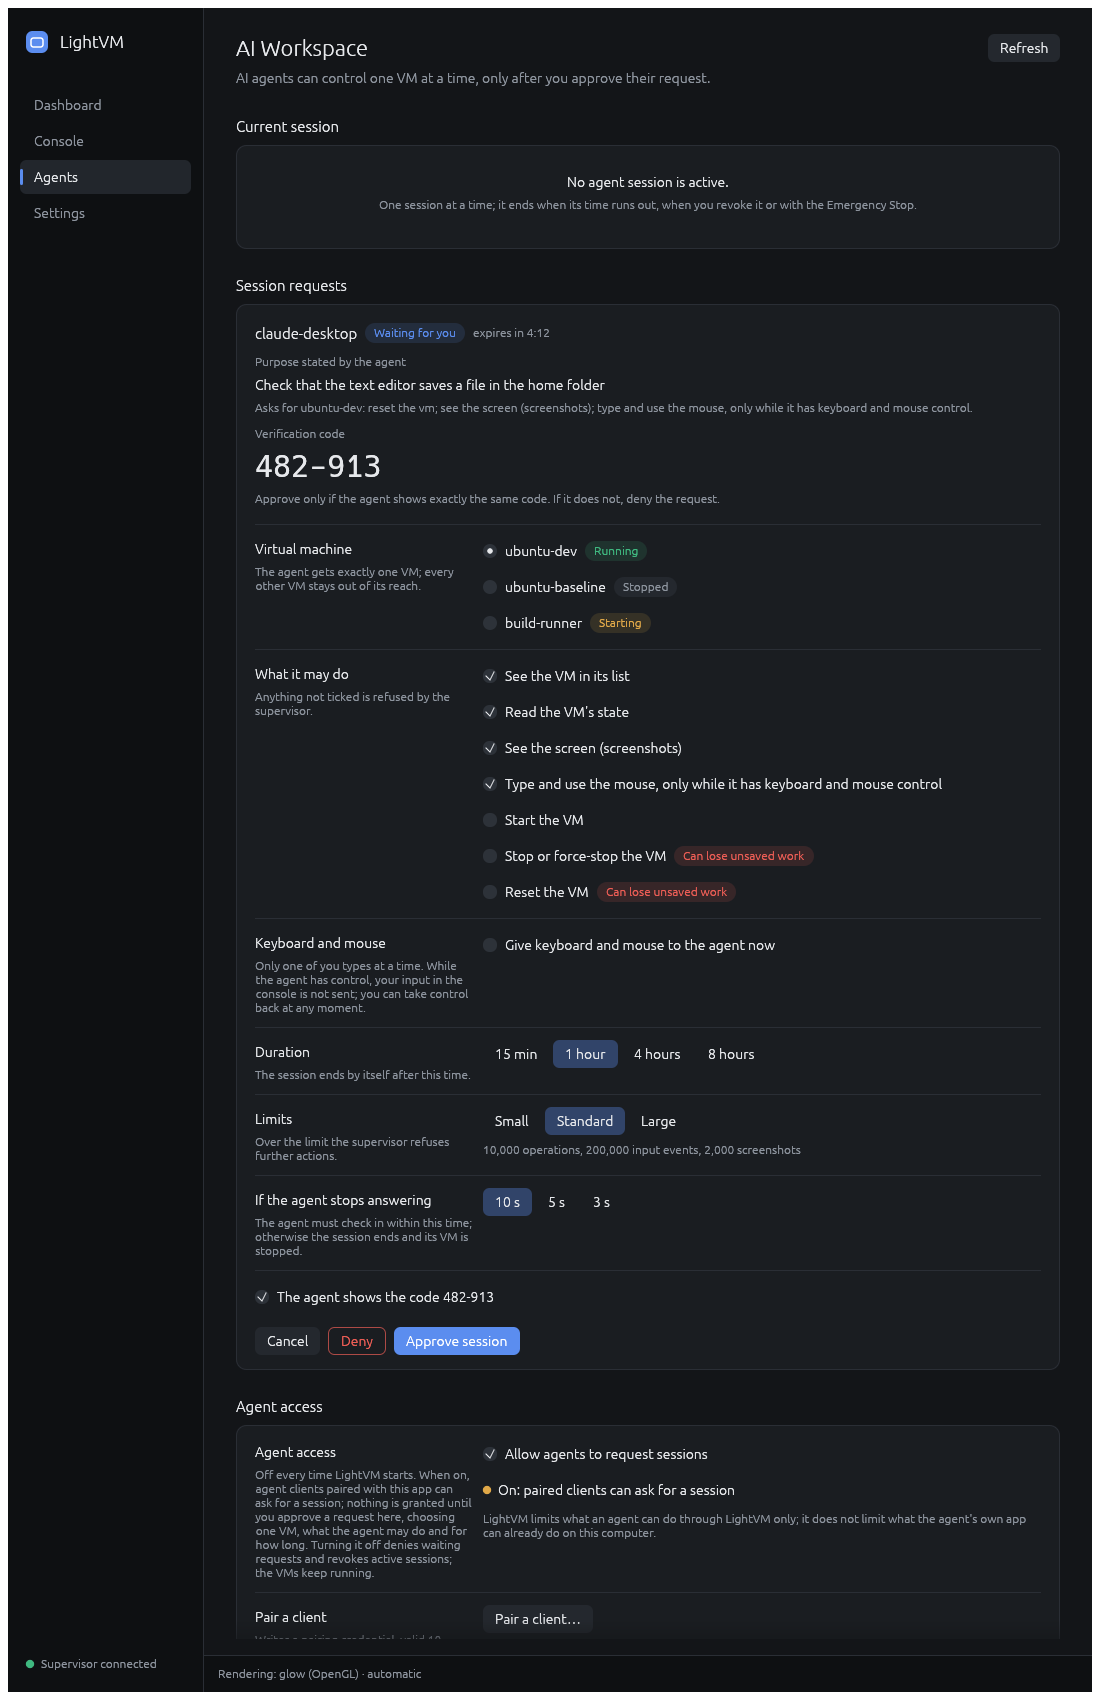 LightVM
Dashboard
Console
Agents
Settings
Supervisor connected
AI Workspace
Refresh
AI agents can control one VM at a time, only after you approve their request.
Current session
No agent session is active.
One session at a time; it ends when its time runs out, when you revoke it or with the Emergency Stop.
Session requests
claude-desktop Waiting for you expires in 4:12
Purpose stated by the agent
Check that the text editor saves a file in the home folder
Asks for ubuntu-dev: reset the vm; see the screen (screenshots); type and use the mouse, only while it has keyboard and mouse control.
Verification code
482-913
Approve only if the agent shows exactly the same code. If it does not, deny the request.
Virtual machine
The agent gets exactly one VM; every
other VM stays out of its reach.
ubuntu-dev Running
ubuntu-baseline Stopped
build-runner Starting
What it may do
Anything not ticked is refused by the
supervisor.
See the VM in its list
Read the VM's state
See the screen (screenshots)
Type and use the mouse, only while it has keyboard and mouse control
Start the VM
Stop or force-stop the VM Can lose unsaved work
Reset the VM Can lose unsaved work
Keyboard and mouse
Only one of you types at a time. While
the agent has control, your input in the
console is not sent; you can take control
back at any moment.
Give keyboard and mouse to the agent now
Duration
The session ends by itself after this time.
15 min 1 hour 4 hours 8 hours
Limits
Over the limit the supervisor refuses
further actions.
Small Standard Large
10,000 operations, 200,000 input events, 2,000 screenshots
If the agent stops answering
The agent must check in within this time;
otherwise the session ends and its VM is
stopped.
10 s 5 s 3 s
The agent shows the code 482-913
Cancel Deny Approve session
Agent access
Agent access
Off every time LightVM starts. When on,
agent clients paired with this app can
ask for a session; nothing is granted until
you approve a request here, choosing
one VM, what the agent may do and for
how long. Turning it off denies waiting
requests and revokes active sessions;
the VMs keep running.
Allow agents to request sessions
On: paired clients can ask for a session
LightVM limits what an agent can do through LightVM only; it does not limit what the agent's own app
can already do on this computer.
Pair a client
Pair a client…
Rendering: glow (OpenGL) · automatic